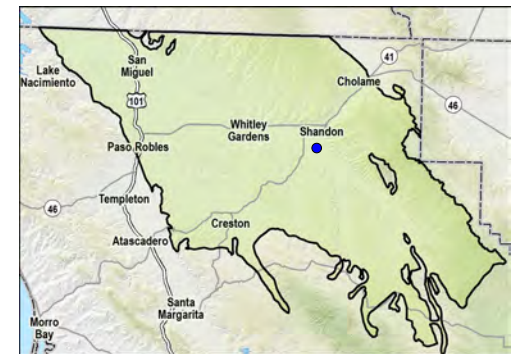 San
Miguel
41
Lake
Nacimiento
Cholame
101
46
Whitley
Gardens
Shandon
Paso Robles
Templeton
46
Creston
Atascadero
Santa
Margarita
Morro
Bay